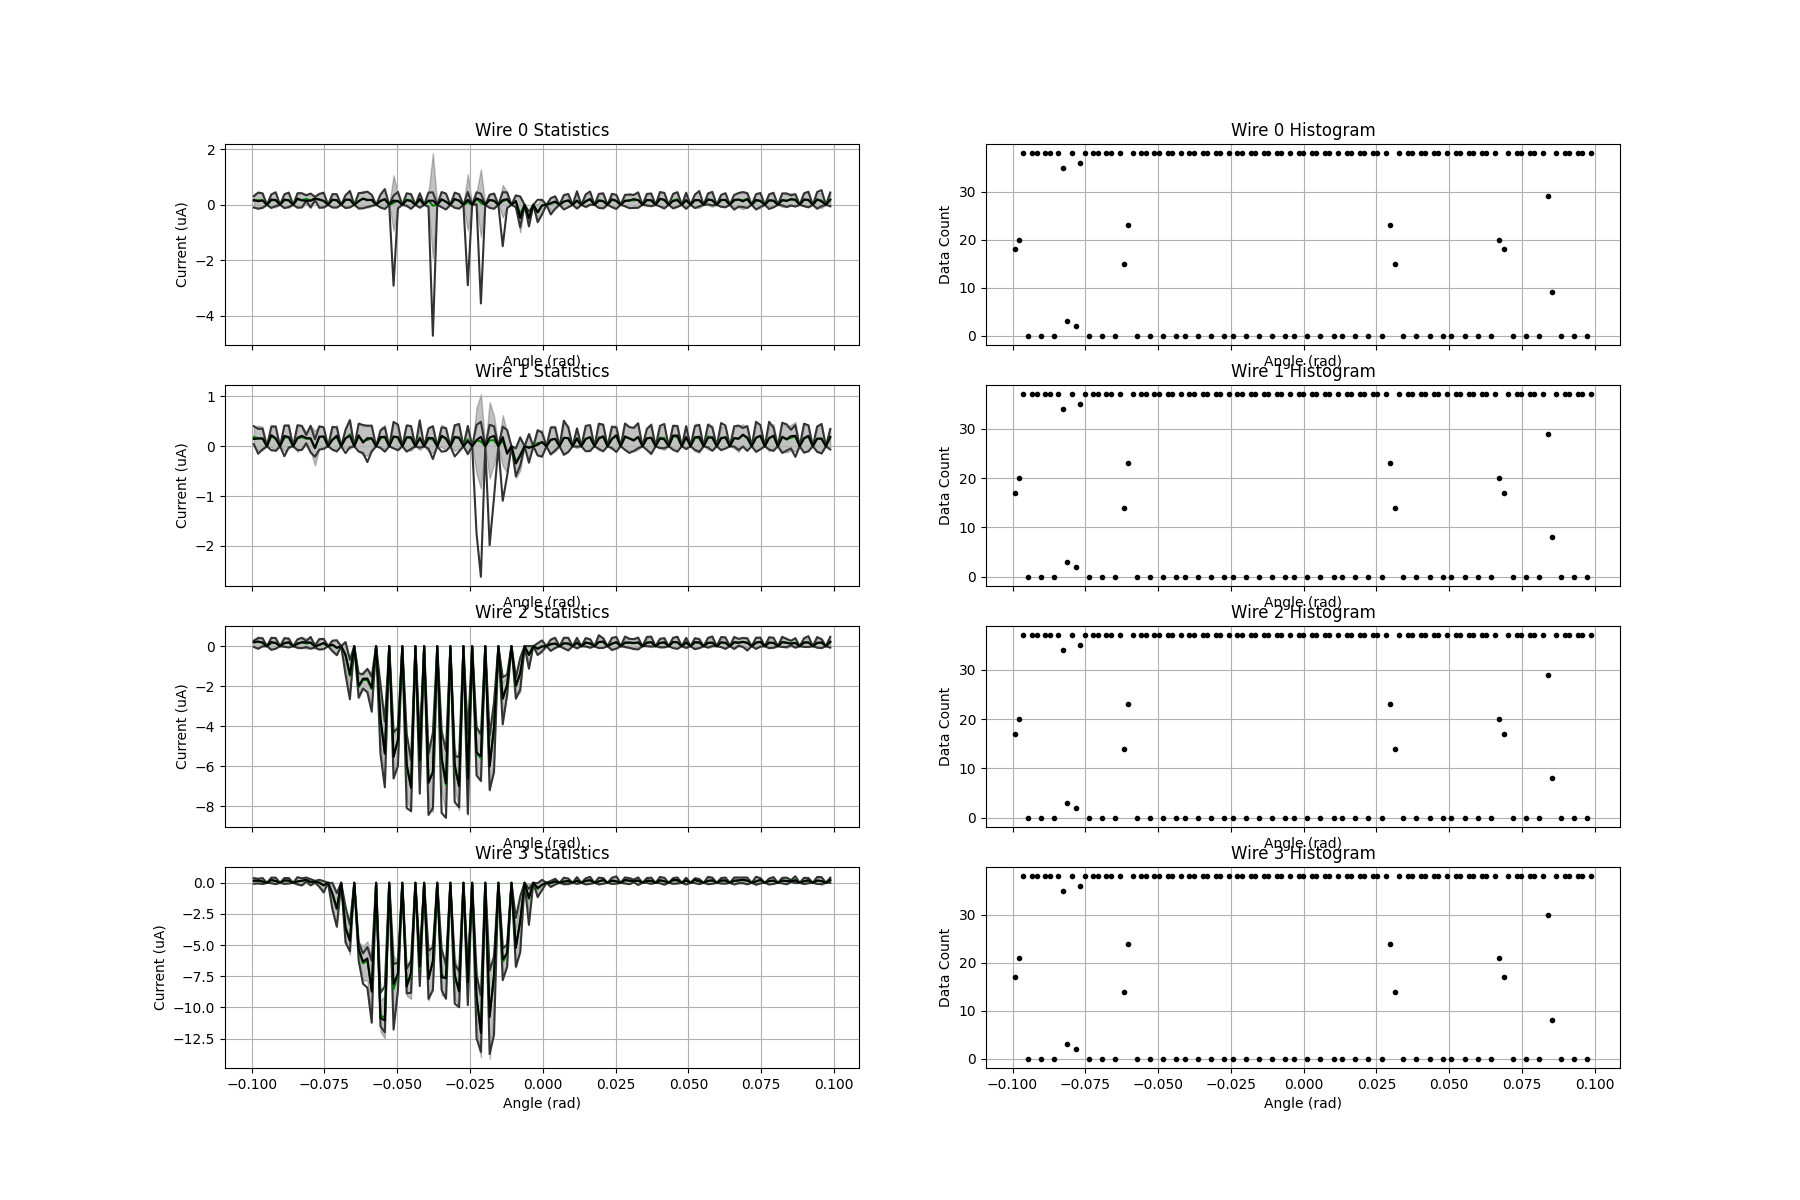 Wire 0 Statistics
2
0
−2
−4
Current (uA)
Angle (rad)
Wire 0 Histogram
30
20
10
0
Data Count
Angle (rad)
Wire 1 Statistics
1
0
−1
−2
Current (uA)
Angle (rad)
Wire 1 Histogram
30
20
10
0
Data Count
Angle (rad)
Wire 2 Statistics
0
−2
−4
−6
−8
Current (uA)
Angle (rad)
Wire 2 Histogram
30
20
10
0
Data Count
Angle (rad)
Wire 3 Statistics
0.0
−2.5
−5.0
−7.5
−10.0
−12.5
Current (uA)
−0.100 −0.075 −0.050 −0.025 0.000 0.025 0.050 0.075 0.100
Angle (rad)
Wire 3 Histogram
30
20
10
0
Data Count
−0.100 −0.075 −0.050 −0.025 0.000 0.025 0.050 0.075 0.100
Angle (rad)